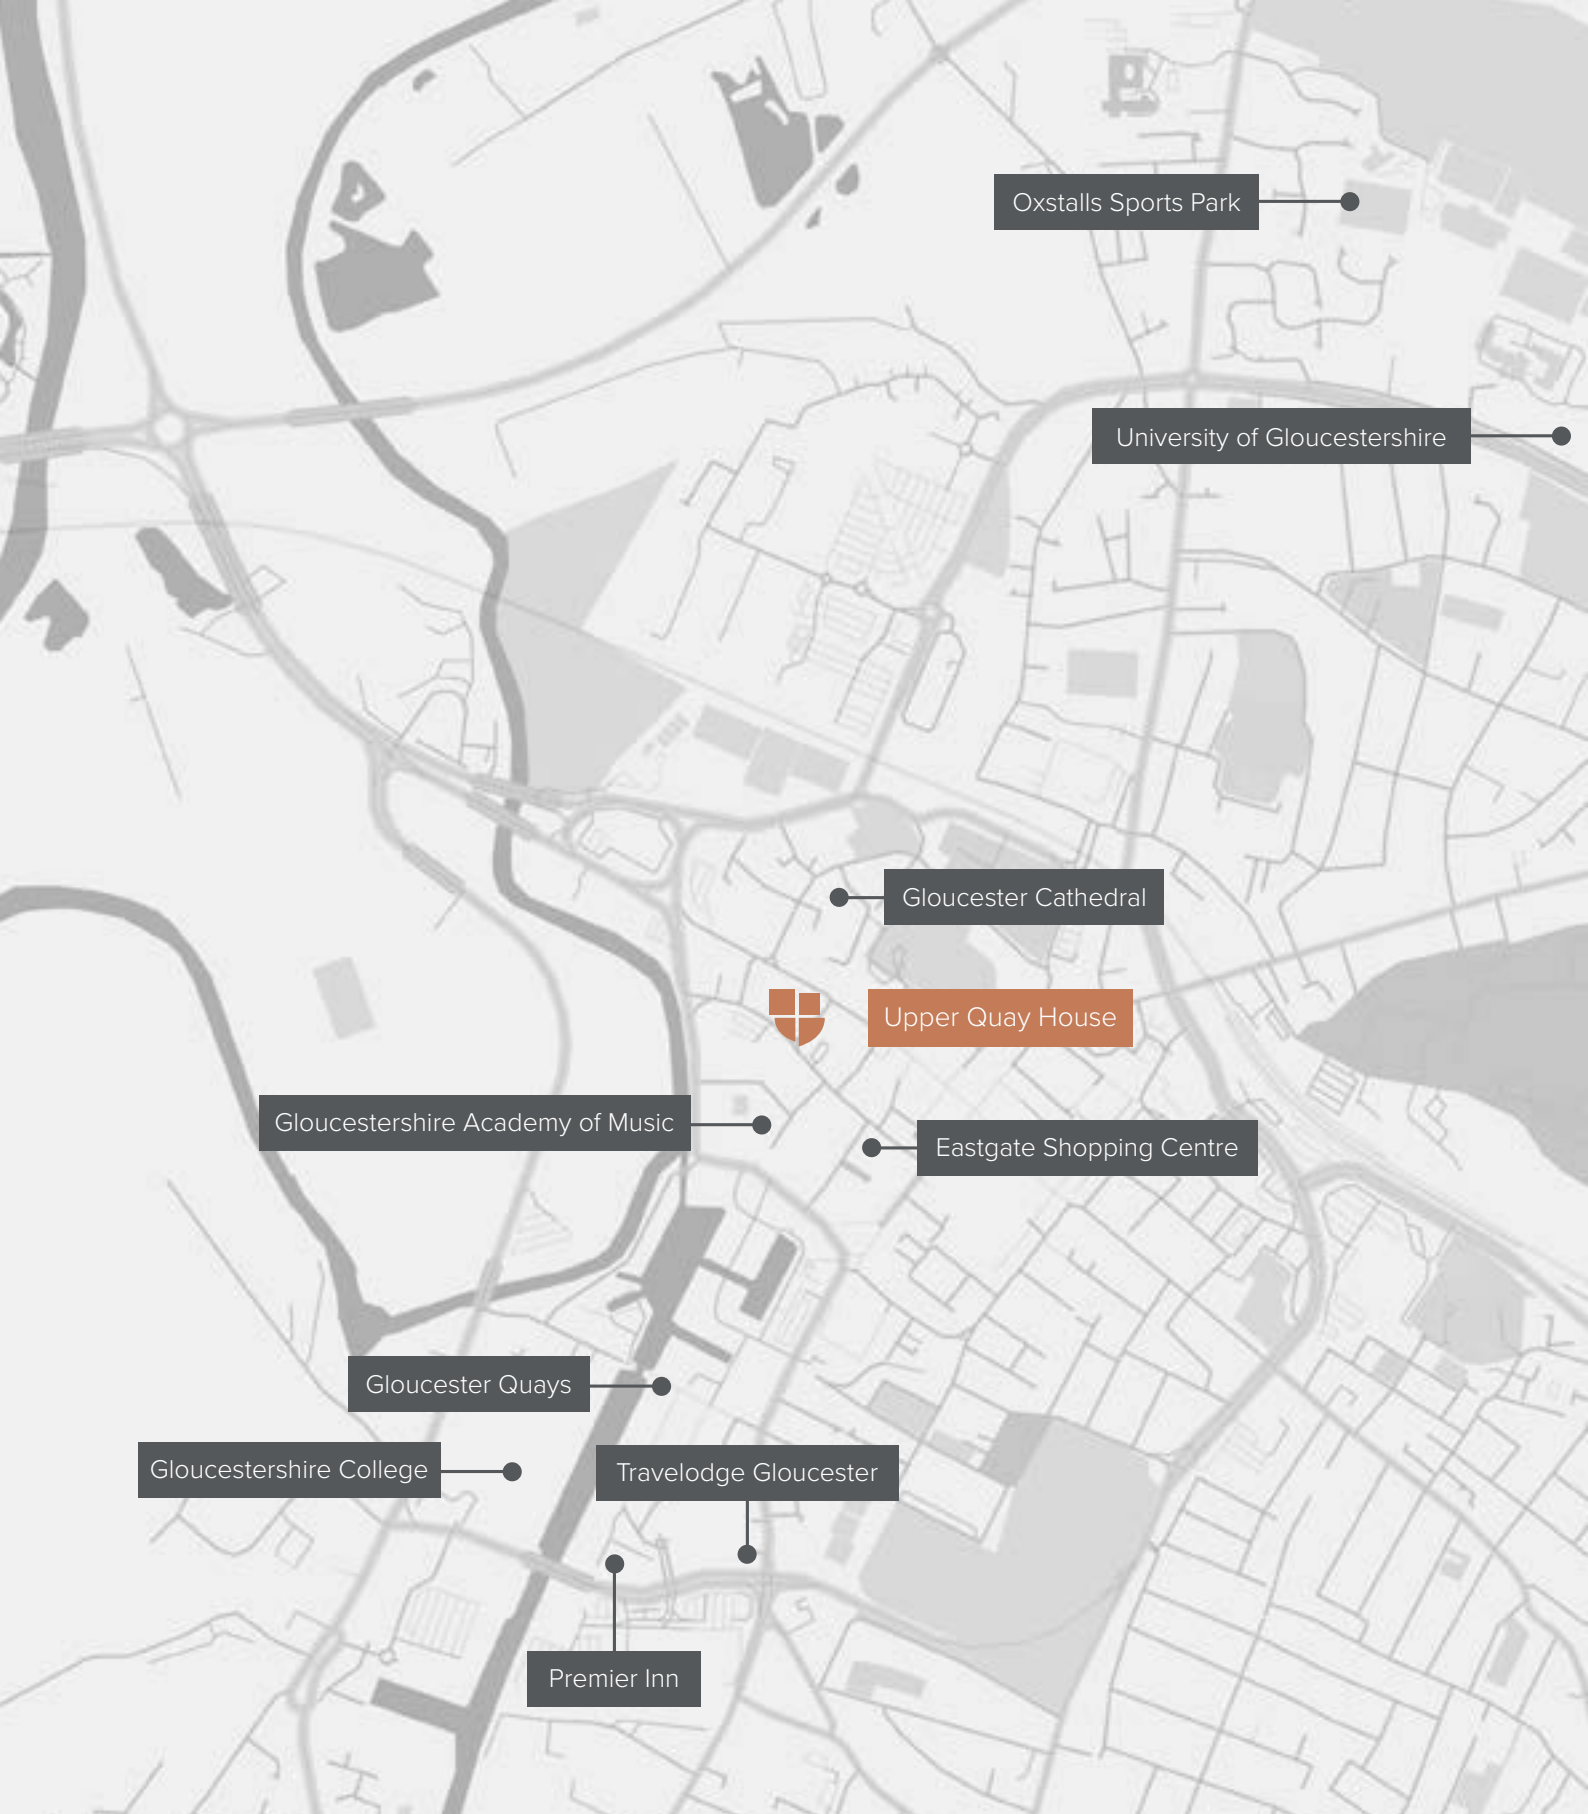 Oxstalls Sports Park
University of Gloucestershire
Gloucester Cathedral
Upper Quay House
Gloucestershire Academy of Music
Eastgate Shopping Centre
Gloucester Quays
Gloucestershire College
Travelodge Gloucester
Premier Inn